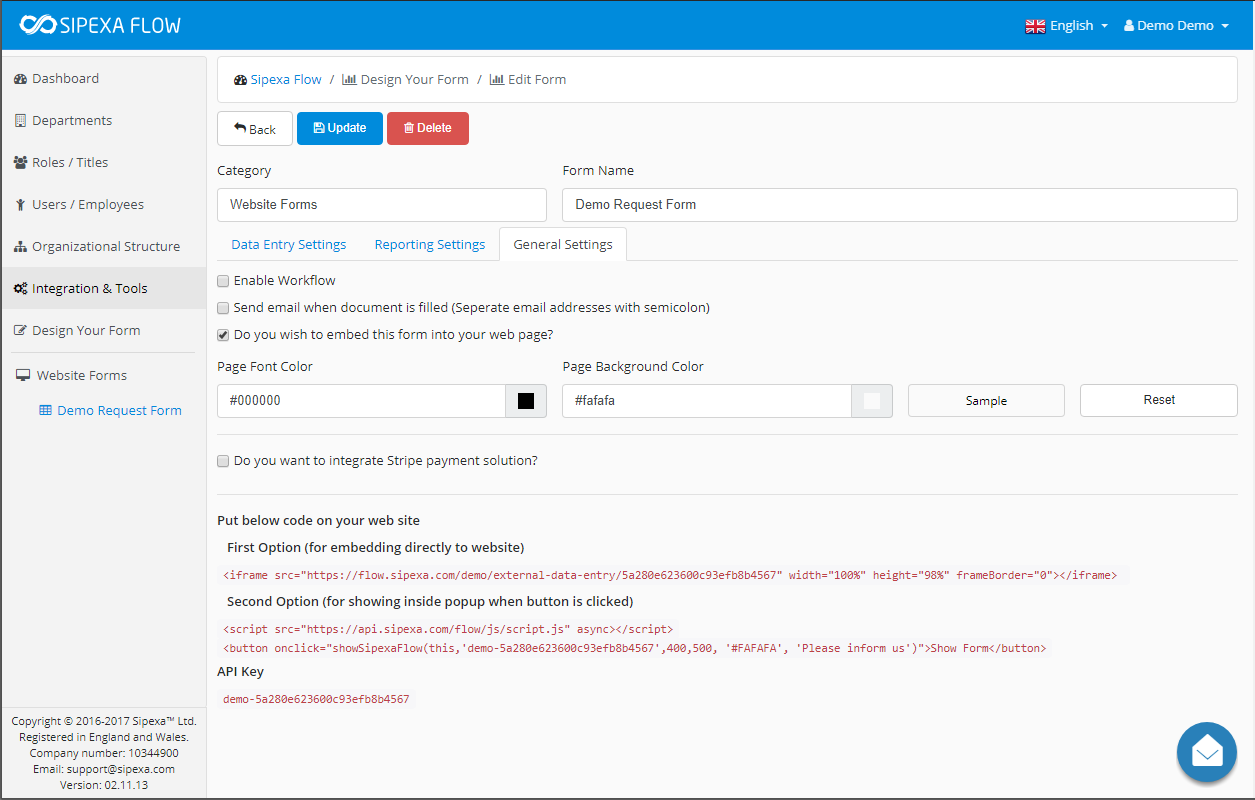 SIPEXA FLOW
English
Demo Demo
Dashboard
Departments
Roles / Titles
Users / Employees
Organizational Structure
Integration & Tools
Design Your Form
Website Forms
Demo Request Form
Copyright © 2016-2017 Sipexa™ Ltd.
Registered in England and Wales.
Company number: 10344900
Email: support@sipexa.com
Version: 02.11.13
Sipexa Flow / Design Your Form / Edit Form
Back Update Delete
Category Form Name
Website Forms Demo Request Form
Data Entry Settings Reporting Settings General Settings
Enable Workflow
Send email when document is filled (Seperate email addresses with semicolon)
Do you wish to embed this form into your web page?
Page Font Color Page Background Color
#000000 #fafafa Sample Reset
Do you want to integrate Stripe payment solution?
Put below code on your web site
First Option (for embedding directly to website)
<iframe src="https://flow.sipexa.com/demo/external-data-entry/5a280e623600c93efb8b4567" width="100%" height="98%" frameBorder="0"></iframe>
Second Option (for showing inside popup when button is clicked)
<script src="https://api.sipexa.com/flow/js/script.js" async></script>
<button onclick="showSipexaFlow(this,'demo-5a280e623600c93efb8b4567',400,500, '#FAFAFA', 'Please inform us')">Show Form</button>
API Key
demo-5a280e623600c93efb8b4567